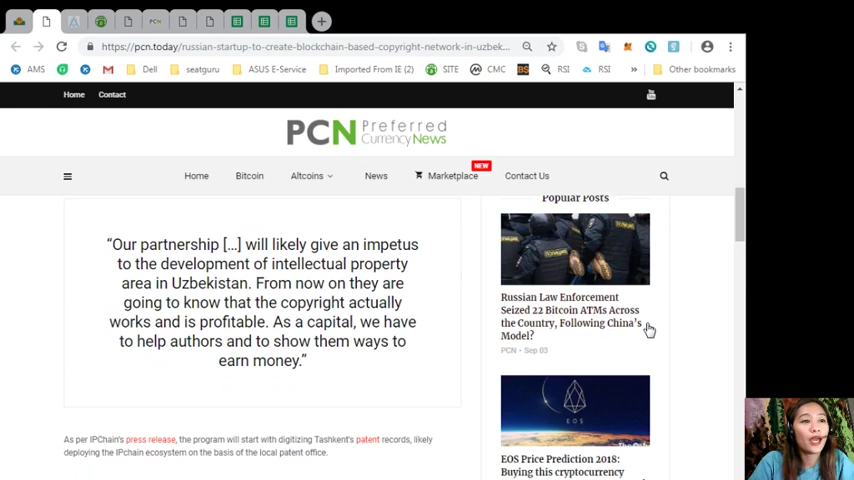 PCN
https://pcn.today/russian-startup-to-create-blockchain-based-copyright-network-in-uzbek...
AMS
Dell
seatguru
ASUS E-Service
Imported From IE (2)
SITE
CMC
BS
RSI
RSI
»
Other bookmarks
Home
Contact
You
PCN Preferred
Currency News
NEW
Home
Bitcoin
Altcoins
News
Marketplace
Contact Us
Popular Posts
“Our partnership [...] will likely give an impetus
to the development of intellectual property
area in Uzbekistan. From now on they are
going to know that the copyright actually
works and is profitable. As a capital, we have
to help authors and to show them ways to
earn money.”
As per IPChain's press release, the program will start with digitizing Tashkent's patent records, likely
deploying the IPchain ecosystem on the basis of the local patent office.
Russian Law Enforcement
Seized 22 Bitcoin ATMs Across
the Country, Following China's
Model?
PCN - Sep 03
EOS
EOS Price Prediction 2018:
Buying this cryptocurrency